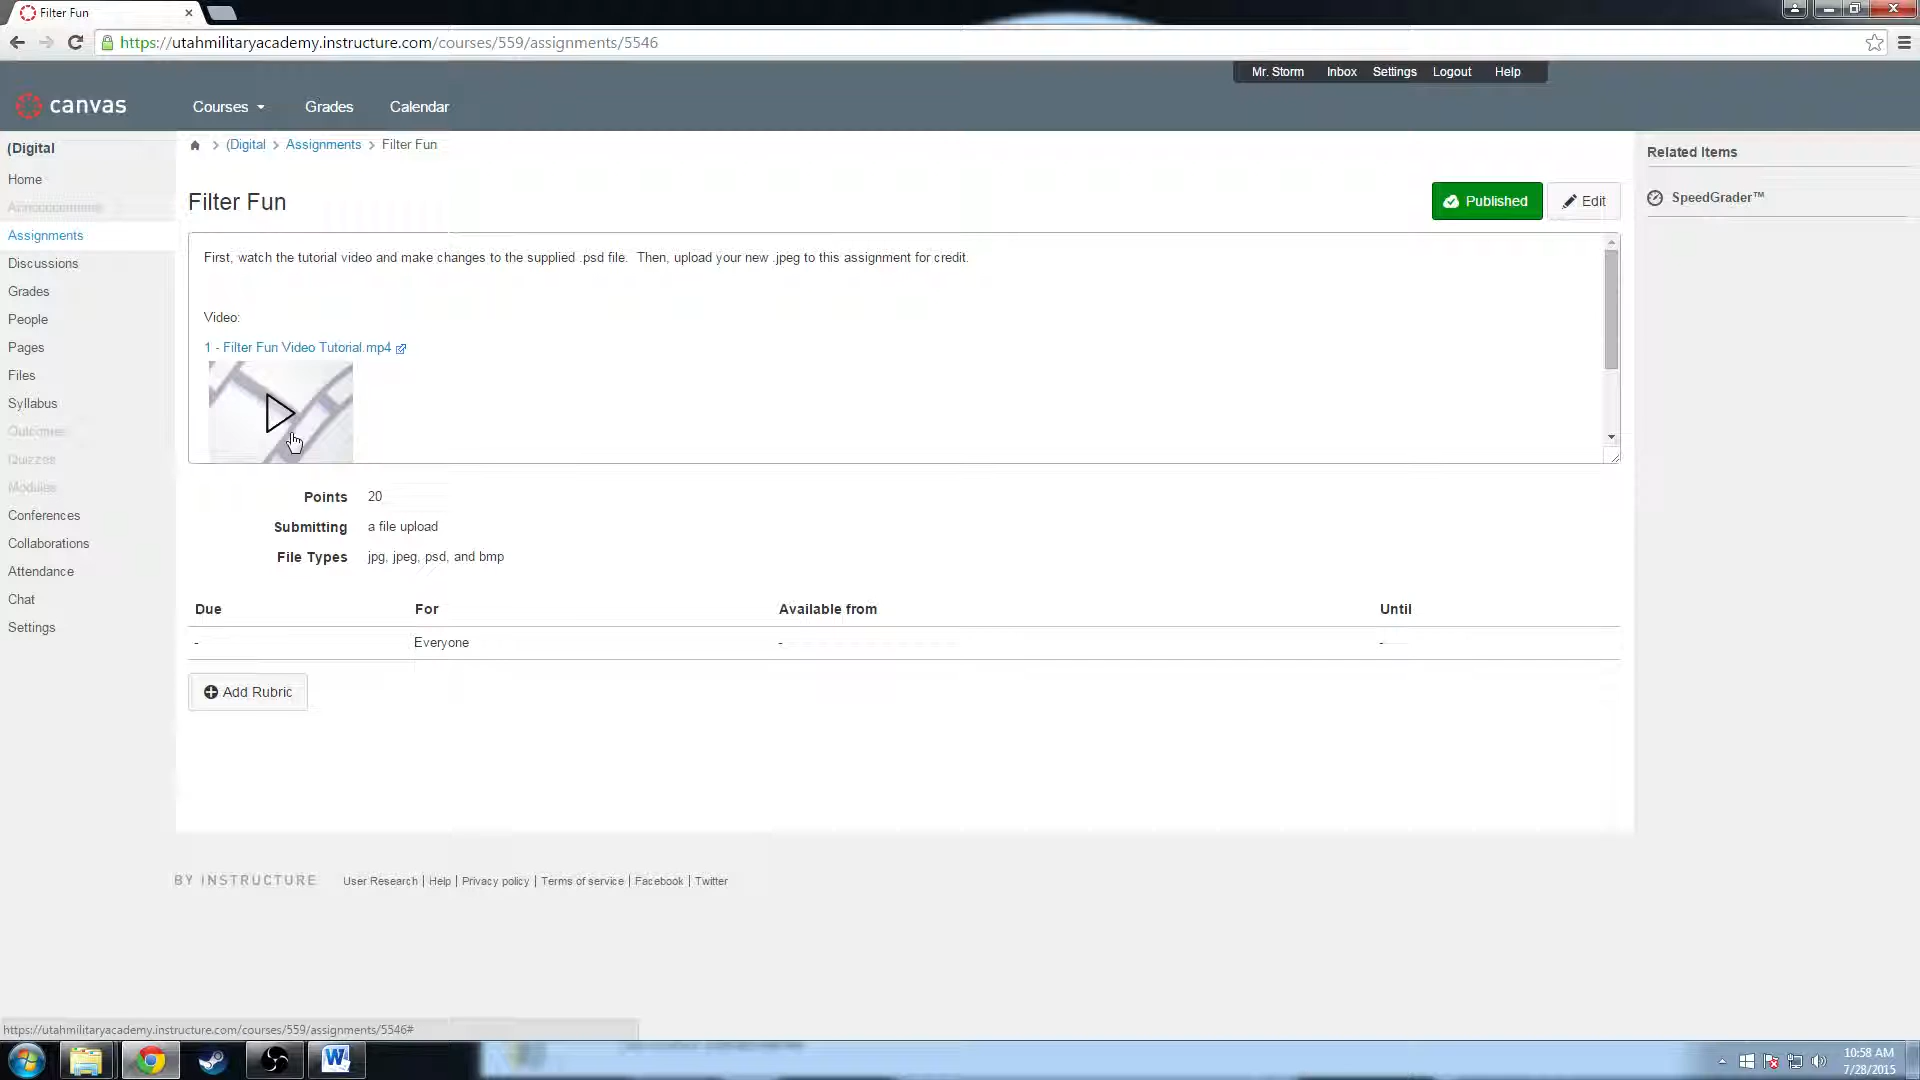 Filter Fun
https://utahmilitaryacademy.instructure.com/courses/559/assignments/5546
Mr. Storm Inbox Settings Logout Help
canvas Courses Grades Calendar
(Digital
Home
Announcements
Assignments
Discussions
Grades
People
Pages
Files
Syllabus
Outcomes
Quizzes
Modules
Conferences
Collaborations
Attendance
Chat
Settings
(Digital Assignments Filter Fun
Filter Fun
Published Edit
First, watch the tutorial video and make changes to the supplied .psd file. Then, upload your new .jpeg to this assignment for credit.
Video:
1 - Filter Fun Video Tutorial.mp4
Points 20
Submitting a file upload
File Types jpg, jpeg, psd, and bmp
Due For Available from Until
- Everyone - -
Add Rubric
Related Items
SpeedGrader™
BY INSTRUCTURE User Research | Help | Privacy policy | Terms of service | Facebook | Twitter
https://utahmilitaryacademy.instructure.com/courses/559/assignments/5546#
10:58 AM
7/28/2015